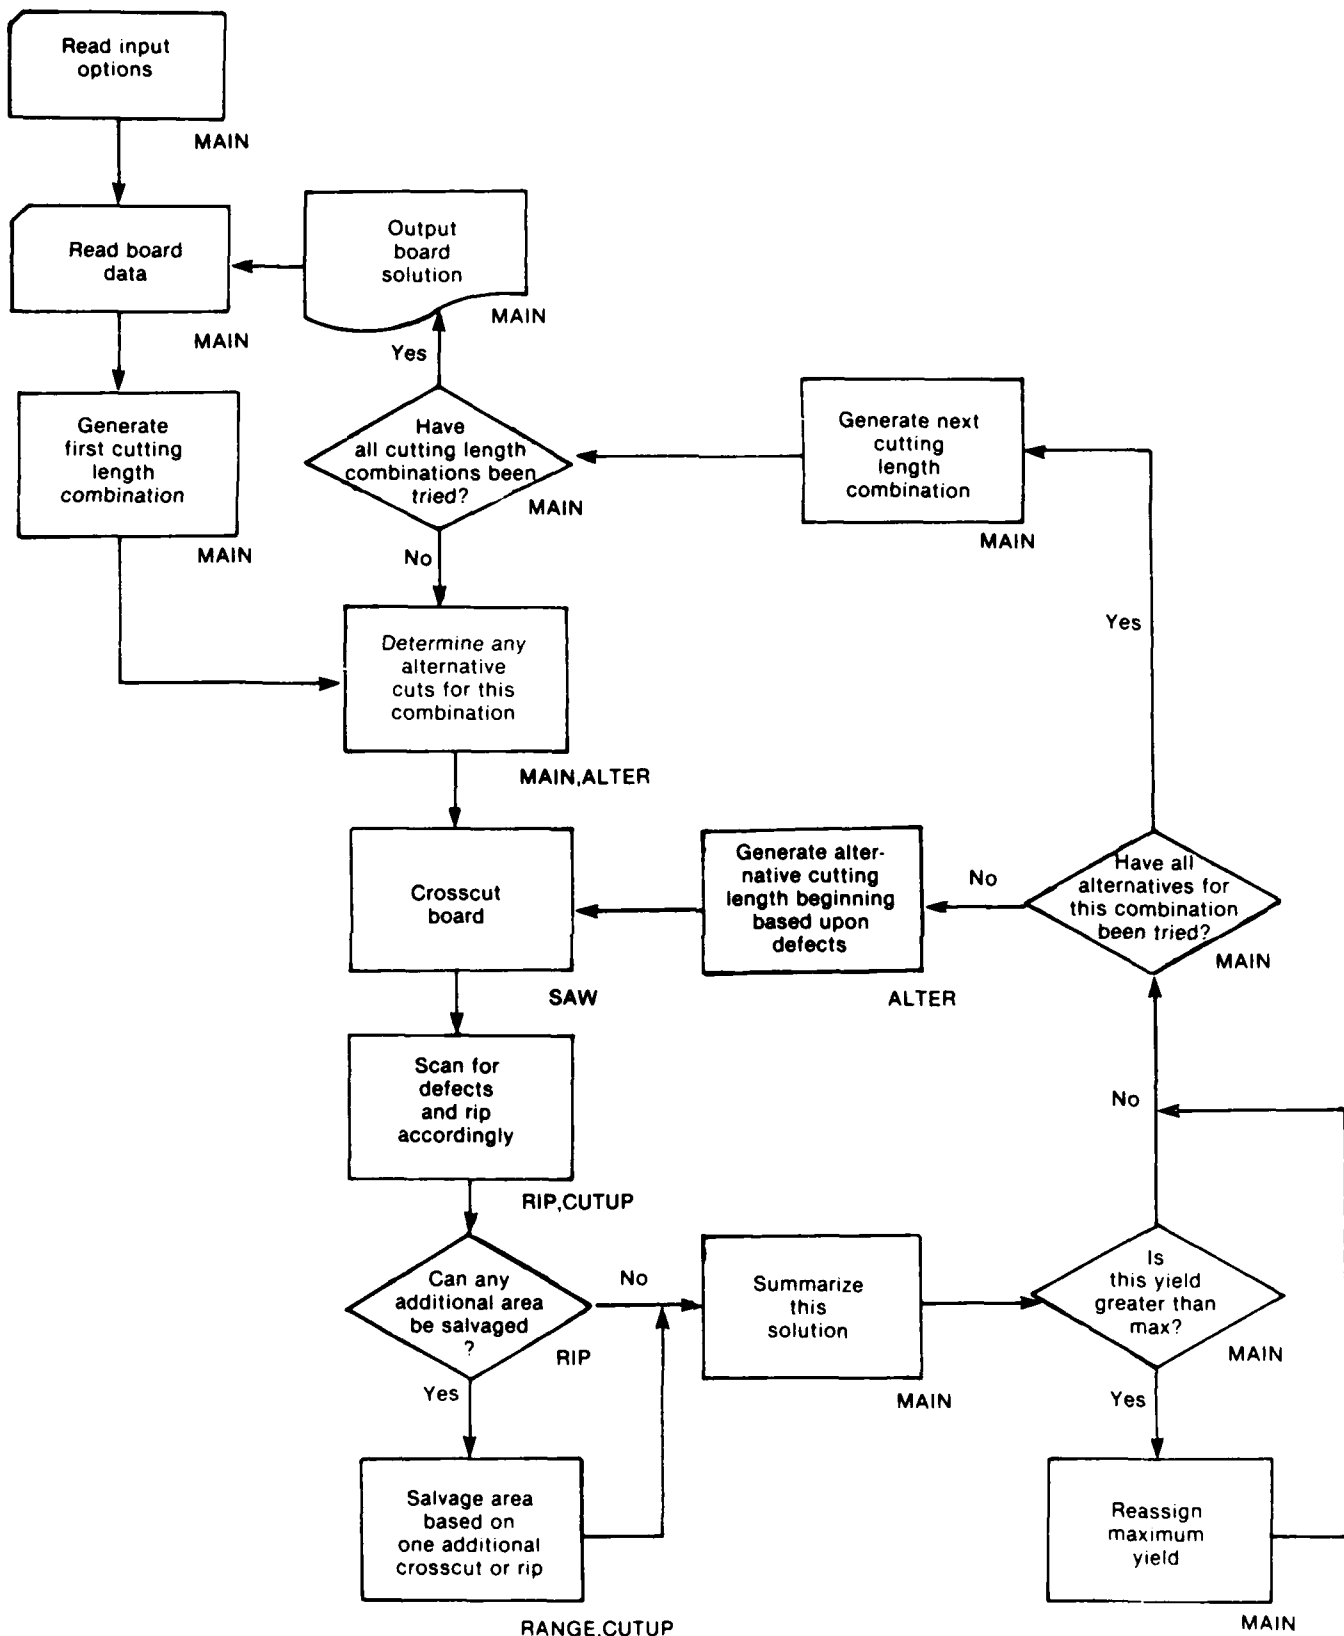 Read input
options
MAIN
Read board
data
MAIN
Output
board
solution
MAIN
Yes
Generate
first cutting
length
combination
MAIN
Have
all cutting length
combinations been
tried?
MAIN
No
Generate next
cutting
length
combination
MAIN
Yes
Determine any
alternative
cuts for this
combination
MAIN,ALTER
Crosscut
board
SAW
Generate alter-
native cutting
length beginning
based upon
defects
ALTER
No
Have all
alternatives for
this combination
been tried?
MAIN
Scan for
defects
and rip
accordingly
RIP,CUTUP
No
Can any
additional area
be salvaged
?
RIP
No
Yes
Summarize
this
solution
MAIN
Is
this yield
greater than
max?
MAIN
Yes
Salvage area
based on
one additional
crosscut or rip
RANGE,CUTUP
Reassign
maximum
yield
MAIN